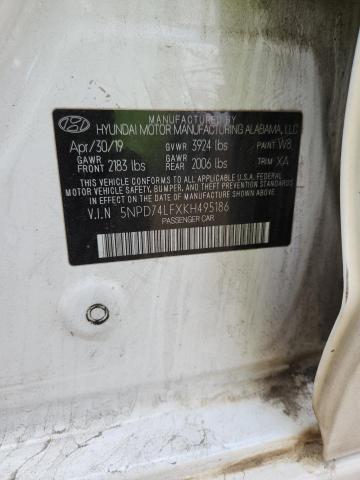 MANUFACTURED BY
HYUNDAI MOTOR MANUFACTURING ALABAMA, LLC
Apr/30/19 GVWR 3924 lbs PAINT W8
GAWR FRONT 2183 lbs GAWR REAR 2006 lbs TRIM XA
THIS VEHICLE CONFORMS TO ALL APPLICABLE U.S.A. FEDERAL
MOTOR VEHICLE SAFETY, BUMPER, AND THEFT PREVENTION STANDARDS
IN EFFECT ON THE DATE OF MANUFACTURE SHOWN ABOVE.
V.I.N 5NPD74LFXKH495186
PASSENGER CAR